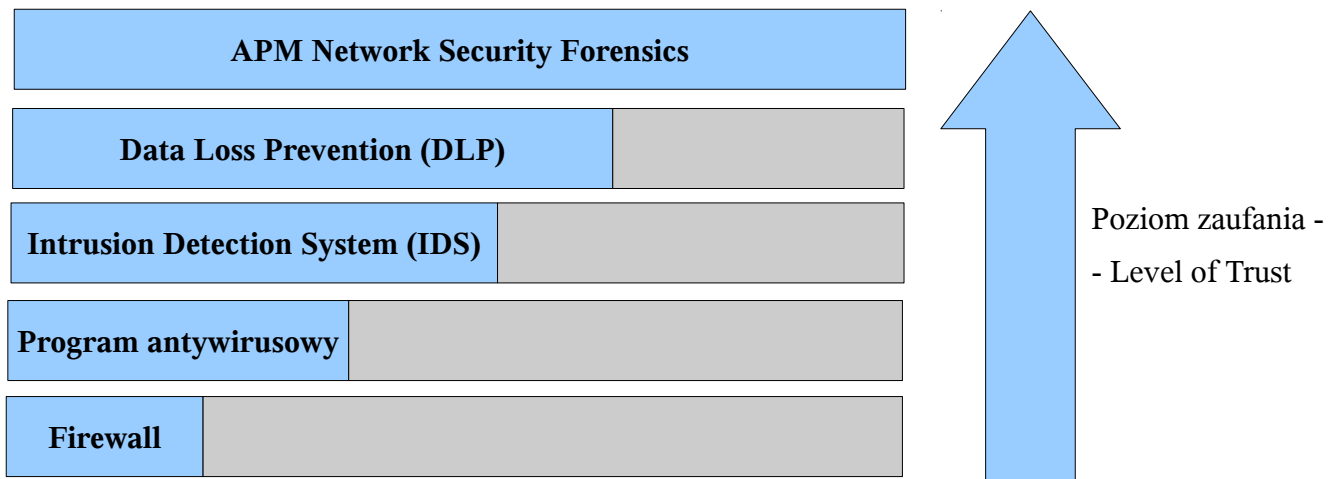 APM Network Security Forensics
Data Loss Prevention (DLP)
Intrusion Detection System (IDS)
Program antywirusowy
Firewall
Poziom zaufania -
- Level of Trust